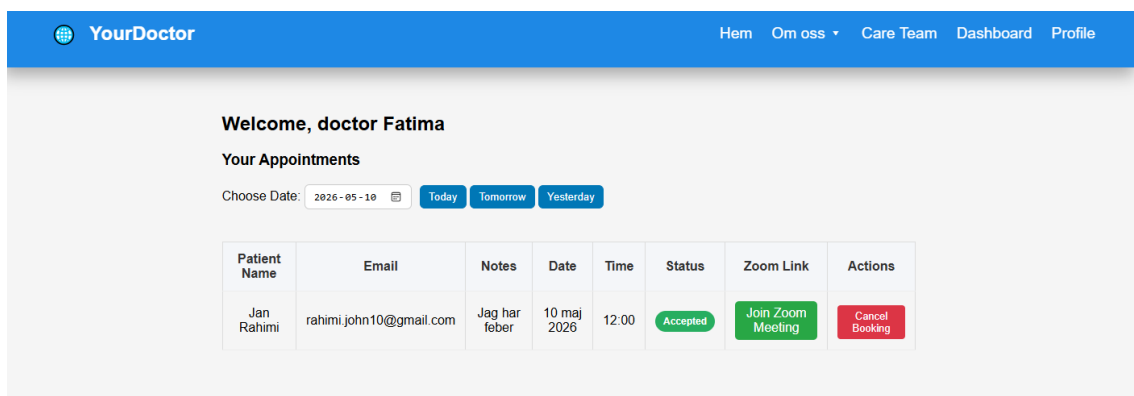 YourDoctor Hem Om oss Care Team Dashboard Profile
Welcome, doctor Fatima
Your Appointments
Choose Date: 2026-05-10 Today Tomorrow Yesterday
Patient Name Email Notes Date Time Status Zoom Link Actions
Jan Rahimi rahimi.john10@gmail.com Jag har feber 10 maj 2026 12:00 Accepted Join Zoom Meeting Cancel Booking